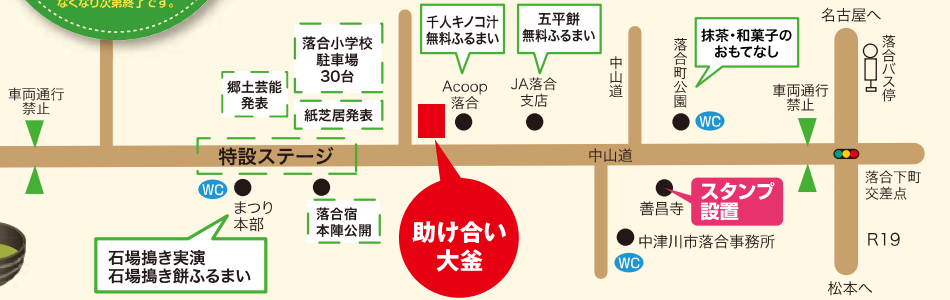 なくなり次第終了です。
千人キノコ汁
無料ふるまい
五平餅
無料ふるまい
名古屋へ
落合小学校
駐車場
30台
抹茶・和菓子の
おもてなし
落合バス停
落合町公園
中山道
郷土芸能
発表
Acoop
落合
JA落合
支店
車両通行
禁止
車両通行
禁止
紙芝居発表
WC
特設ステージ
中山道
WC
まつり
本部
落合宿
本陣公開
助け合い
大釜
スタンプ
設置
善昌寺
落合下町
交差点
中津川市落合事務所
WC
R19
石場搗き実演
石場搗き餅ふるまい
松本へ